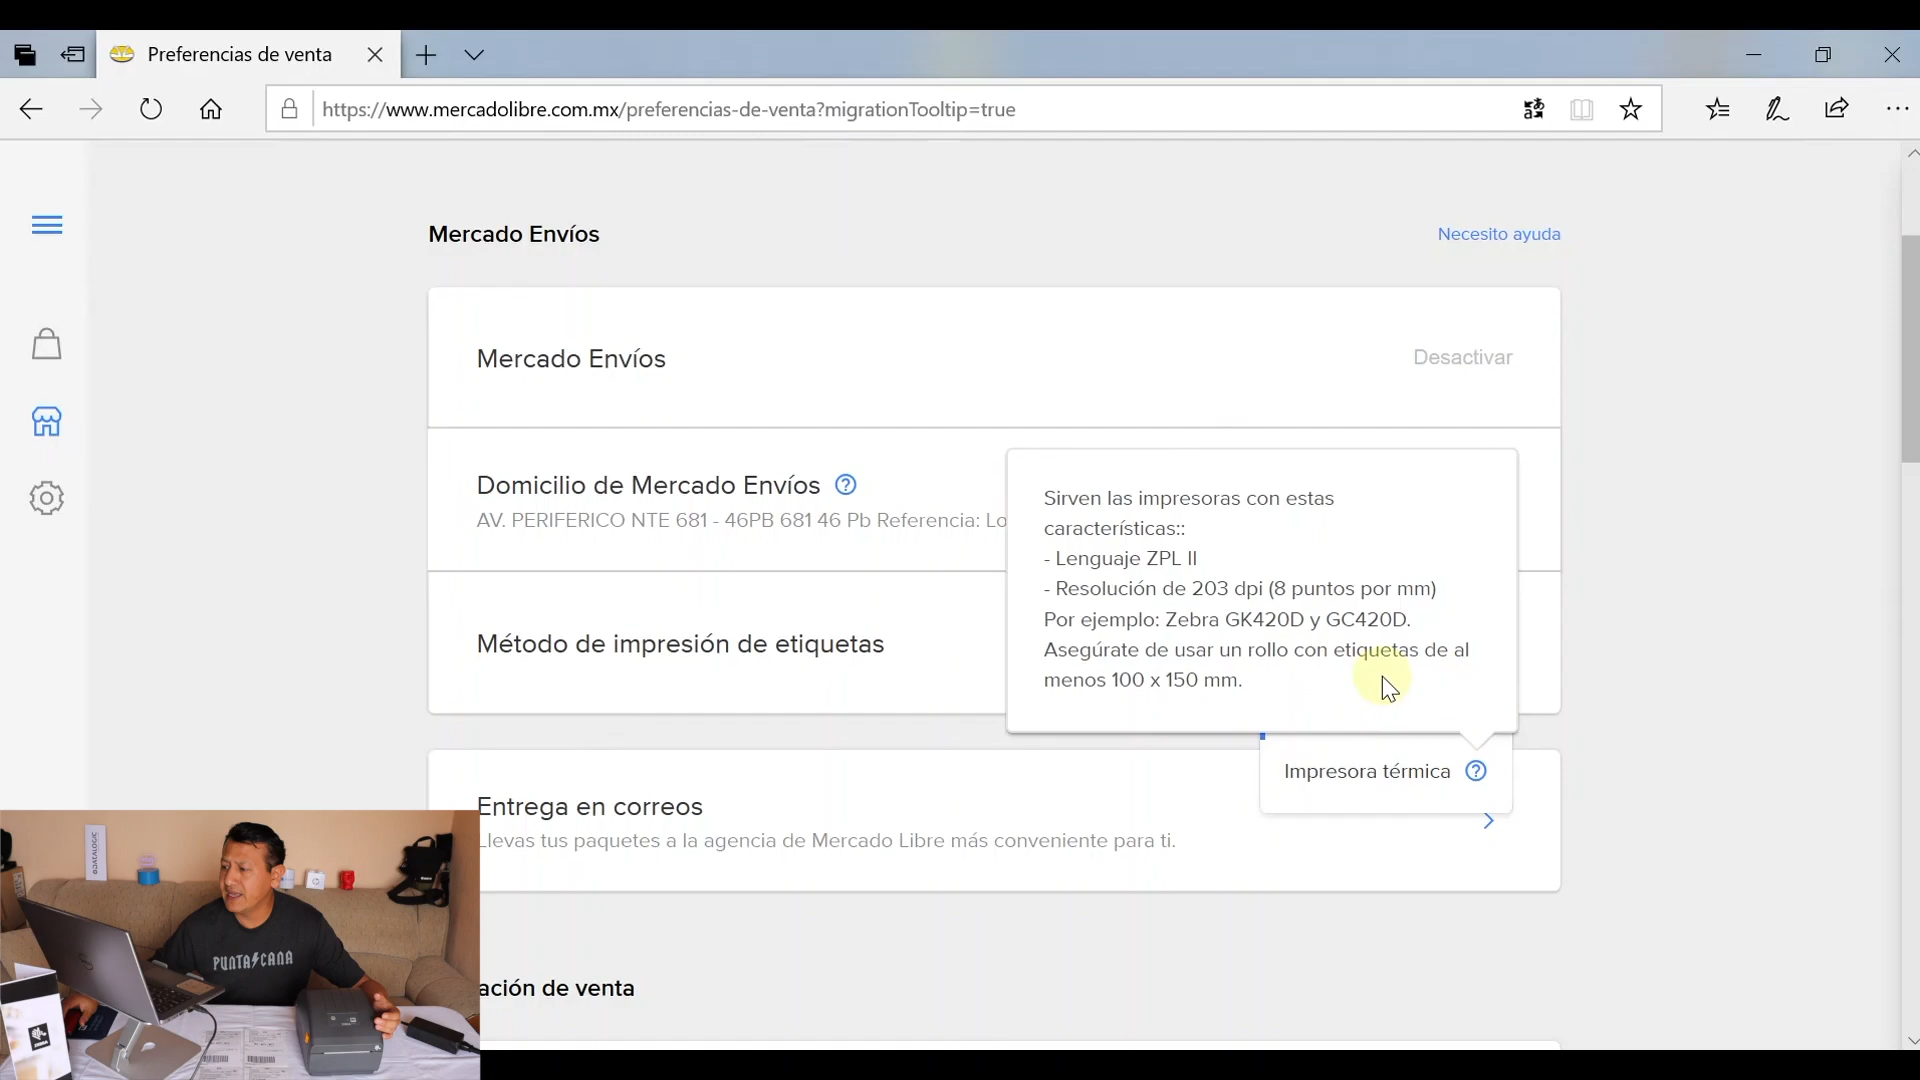 Preferencias de venta
https://www.mercadolibre.com.mx/preferencias-de-venta?migrationTooltip=true
Mercado Envíos
Necesito ayuda
Mercado Envíos
Desactivar
Domicilio de Mercado Envíos
AV. PERIFERICO NTE 681 - 46PB 681 46 Pb Referencia: Lo
Sirven las impresoras con estas
características::
- Lenguaje ZPL II
- Resolución de 203 dpi (8 puntos por mm)
Por ejemplo: Zebra GK420D y GC420D.
Asegúrate de usar un rollo con etiquetas de al
menos 100 x 150 mm.
Método de impresión de etiquetas
Impresora térmica
Entrega en correos
Llevas tus paquetes a la agencia de Mercado Libre más conveniente para ti.
ación de venta
DATALOGIC
PUNTA CANA
ZEBRA